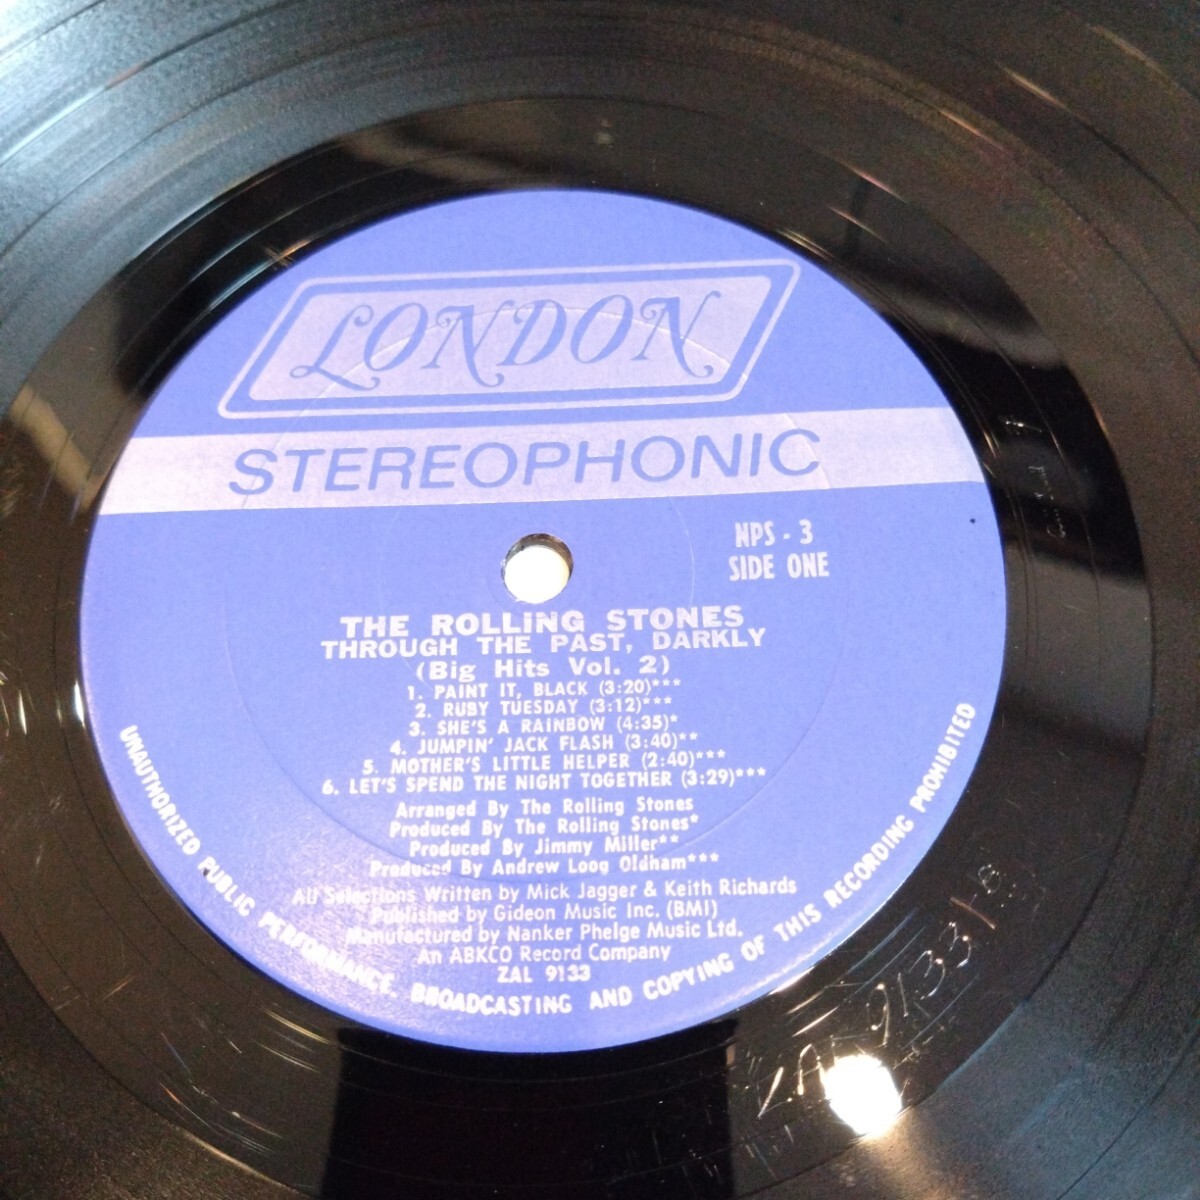 LONDON
STEREOPHONIC
NPS - 3
SIDE ONE
THE ROLLING STONES
THROUGH THE PAST, DARKLY
(Big Hits Vol. 2)
1. PAINT IT, BLACK (3:20)***
2. RUBY TUESDAY (3:12)***
3. SHE'S A RAINBOW (4:35)*
4. JUMPIN' JACK FLASH (3:40)**
5. MOTHER'S LITTLE HELPER (2:40)***
6. LET'S SPEND THE NIGHT TOGETHER (3:29)***
Arranged By The Rolling Stones
Produced By The Rolling Stones*
Produced By Jimmy Miller**
Produced By Andrew Loog Oldham***
All Selections Written by Mick Jagger & Keith Richards
Published by Gideon Music Inc. (BMI)
Manufactured by Nanker Phelge Music Ltd.
An ABKCO Record Company
ZAL 9133
UNAUTHORIZED PUBLIC PERFORMANCE, BROADCASTING AND COPYING OF THIS RECORDING PROHIBITED